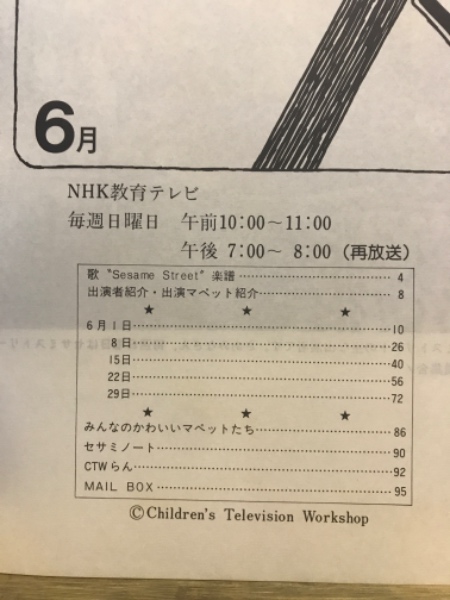 6月
NHK教育テレビ
毎週日曜日 午前10:00〜11:00
午後 7:00〜 8:00 (再放送)
歌〝Sesame Street〞楽譜 …… 4
出演者紹介・出演マペット紹介 …… 8
★ ★ ★
6月1日 …… 10
8日 …… 26
15日 …… 40
22日 …… 56
29日 …… 72
★ ★ ★
みんなのかわいいマペットたち …… 86
セサミノート …… 90
CTWらん …… 92
MAIL BOX …… 95
©Children's Television Workshop